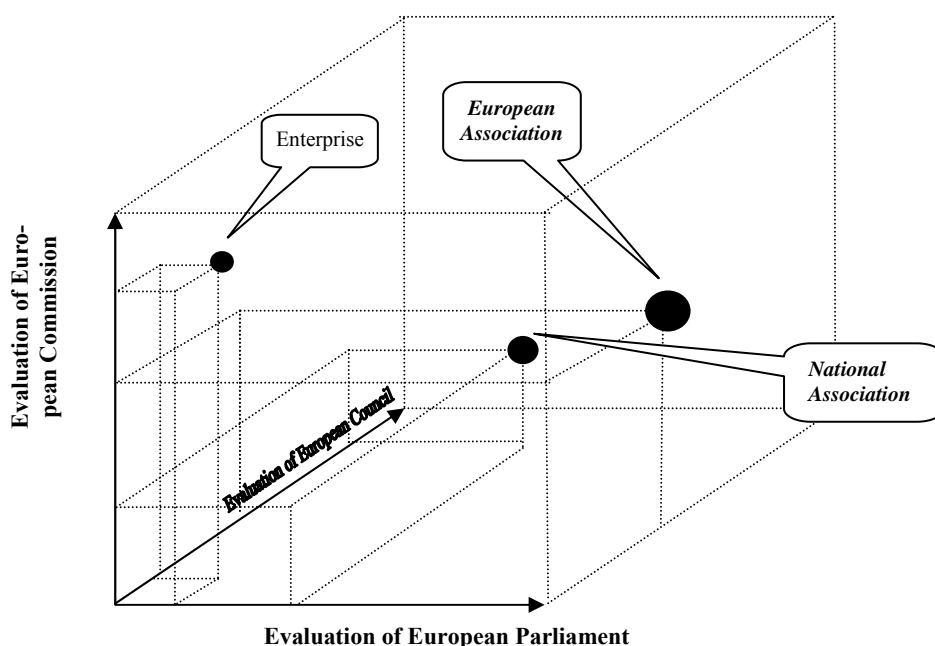 European
Association
Enterprise
National
Association
Evaluation of Euro-
pean Commission
Evaluation of European Council
Evaluation of European Parliament